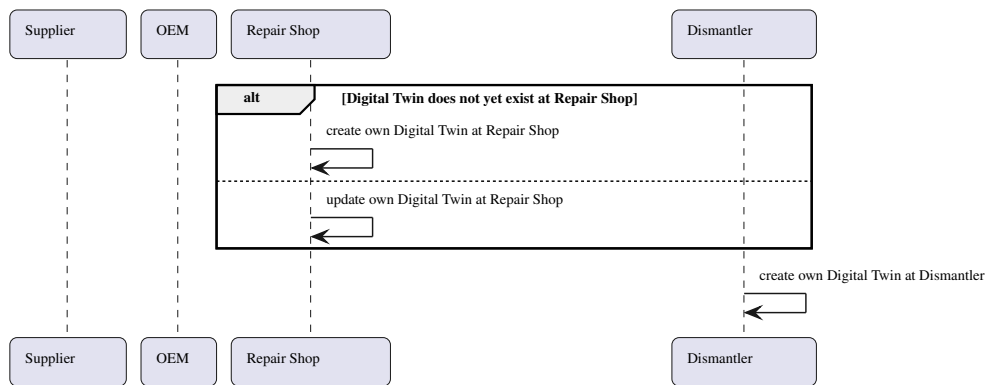 Supplier
OEM
Repair Shop
Dismantler
alt
[Digital Twin does not yet exist at Repair Shop]
create own Digital Twin at Repair Shop
update own Digital Twin at Repair Shop
create own Digital Twin at Dismantler
Supplier
OEM
Repair Shop
Dismantler